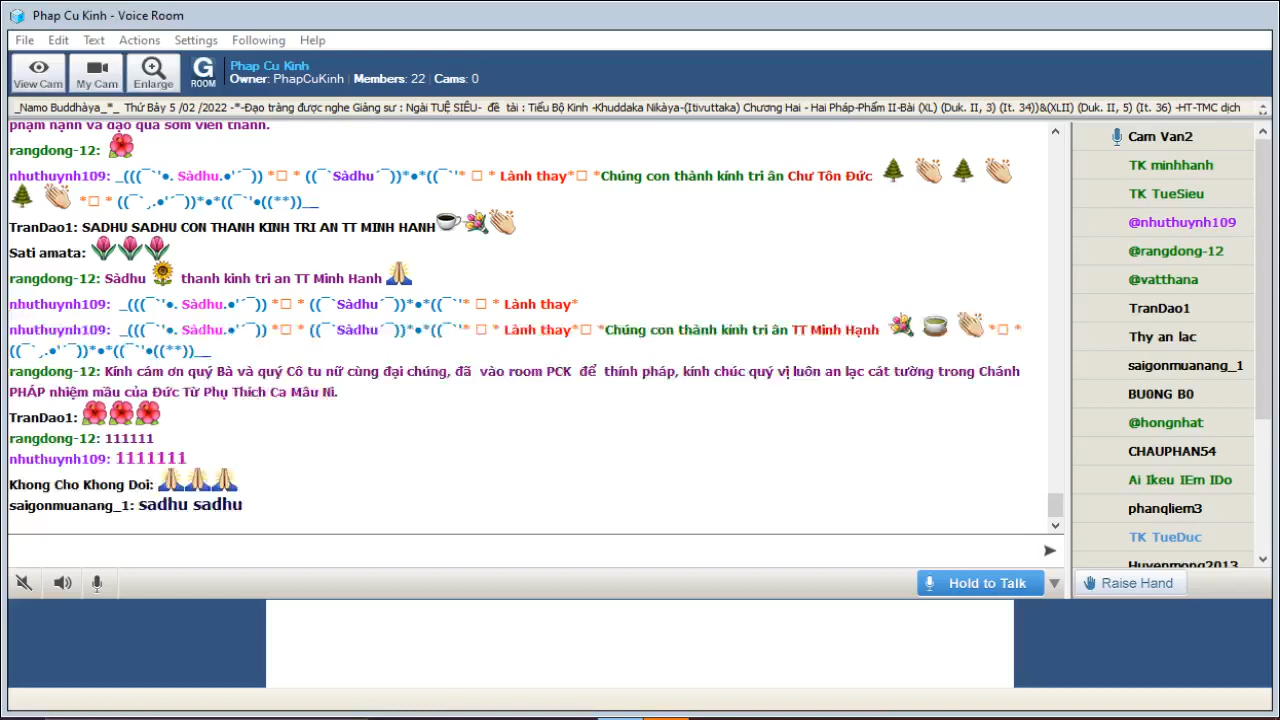 Phap Cu Kinh - Voice Room
File Edit Text Actions Settings Following Help
View Cam My Cam Enlarge G ROOM
Phap Cu Kinh
Owner: PhapCuKinh Members: 22 Cams: 0
_Namo Buddhàya_*_ Thứ Bảy 5 /02 /2022 -*-Đạo tràng được nghe Giảng sư : Ngài TUỆ SIÊU- đề tài : Tiểu Bộ Kinh -Khuddaka Nikàya-(Itivuttaka) Chương Hai - Hai Pháp-Phẩm II-Bài (XL) (Duk. II, 3) (It. 34))&(XLII) (Duk. II, 5) (It. 36) -HT-TMC dịch
phạm hạnh và đạo quả sớm viên thành.
rangdong-12:
nhuthuynh109: _(((¯`'●. Sàdhu.●'´¯)) *□ * ((¯`Sàdhu´¯))*●*((¯`'* □ * Lành thay*□ *Chúng con thành kính tri ân Chư Tôn Đức
*□ * ((¯`¸.●'´¯))*●*((¯`'●((**))__
TranDao1: SADHU SADHU CON THANH KINH TRI AN TT MINH HANH
Sati amata:
rangdong-12: Sàdhu thanh kinh tri an TT Minh Hanh
nhuthuynh109: _(((¯`'●. Sàdhu.●'´¯)) *□ * ((¯`Sàdhu´¯))*●*((¯`'* □ * Lành thay*
nhuthuynh109: _(((¯`'●. Sàdhu.●'´¯)) *□ * ((¯`Sàdhu´¯))*●*((¯`'* □ * Lành thay*□ *Chúng con thành kính tri ân TT Minh Hạnh *□ *
((¯`¸.●'´¯))*●*((¯`'●((**))__
rangdong-12: Kính cám ơn quý Bà và quý Cô tu nữ cùng đại chúng, đã vào room PCK để thính pháp, kính chúc quý vị luôn an lạc cát tường trong Chánh
PHÁP nhiệm mầu của Đức Từ Phụ Thích Ca Mâu Ni.
TranDao1:
rangdong-12: 111111
nhuthuynh109: 1111111
Khong Cho Khong Doi:
saigonmuanang_1: sadhu sadhu
Hold to Talk
Cam Van2
TK minhhanh
TK TueSieu
@nhuthuynh109
@rangdong-12
@vatthana
TranDao1
Thy an lac
saigonmuanang_1
BU0NG B0
@hongnhat
CHAUPHAN54
Ai Ikeu IEm IDo
phanqliem3
TK TueDuc
Huyenmong2013
Raise Hand